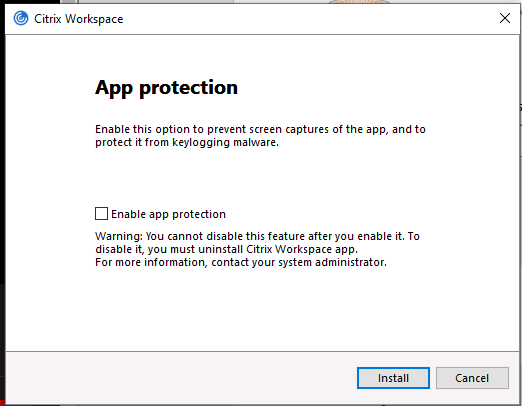 Citrix Workspace
App protection
Enable this option to prevent screen captures of the app, and to
protect it from keylogging malware.
Enable app protection
Warning: You cannot disable this feature after you enable it. To
disable it, you must uninstall Citrix Workspace app.
For more information, contact your system administrator.
Install
Cancel